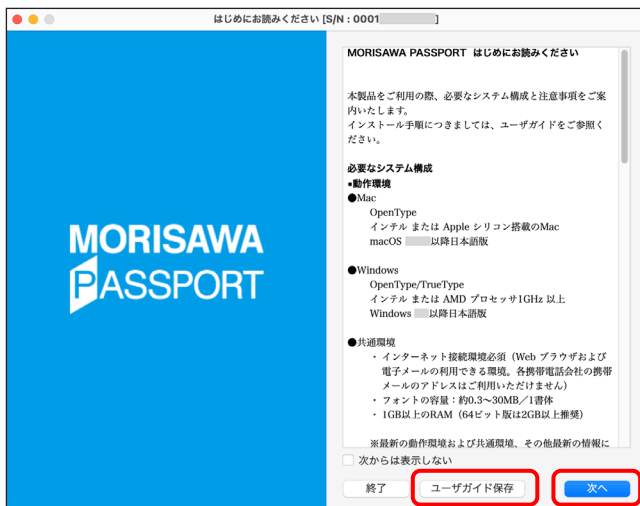 はじめにお読みください [S/N : 0001 ]
MORISAWA PASSPORT はじめにお読みください
本製品をご利用の際、必要なシステム構成と注意事項をご案
内いたします。
インストール手順につきましては、ユーザガイドをご参照く
ださい。
必要なシステム構成
▪動作環境
●Mac
OpenType
インテル または Apple シリコン搭載のMac
macOS 以降日本語版
●Windows
OpenType/TrueType
インテル または AMD プロセッサ1GHz 以上
Windows 以降日本語版
●共通環境
・インターネット接続環境必須（Web ブラウザおよび
電子メールの利用できる環境。各携帯電話会社の携帯
メールのアドレスはご利用いただけません）
・フォントの容量：約0.3〜30MB／1書体
・1GB以上のRAM（64ビット版は2GB以上推奨）
※最新の動作環境および共通環境、その他最新の情報に
MORISAWA
PASSPORT
次からは表示しない
終了
ユーザガイド保存
次へ